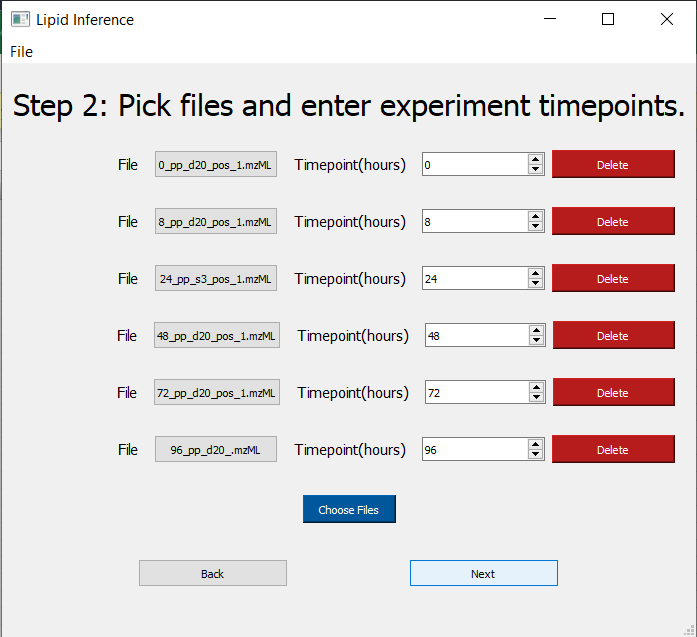 Lipid Inference
File
Step 2: Pick files and enter experiment timepoints.
File 0_pp_d20_pos_1.mzML Timepoint(hours) 0 Delete
File 8_pp_d20_pos_1.mzML Timepoint(hours) 8 Delete
File 24_pp_s3_pos_1.mzML Timepoint(hours) 24 Delete
File 48_pp_d20_pos_1.mzML Timepoint(hours) 48 Delete
File 72_pp_d20_pos_1.mzML Timepoint(hours) 72 Delete
File 96_pp_d20_.mzML Timepoint(hours) 96 Delete
Choose Files
Back Next